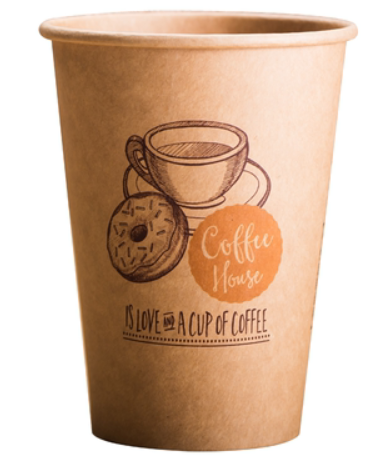 Coffee
House
IS LOVE AND A CUP OF COFFEE